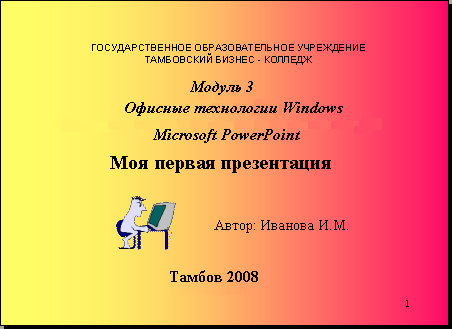 ГОСУДАРСТВЕННОЕ ОБРАЗОВАТЕЛЬНОЕ УЧРЕЖДЕНИЕ
ТАМБОВСКИЙ БИЗНЕС - КОЛЛЕДЖ
Модуль 3
Офисные технологии Windows
Microsoft PowerPoint
Моя первая презентация
Автор: Иванова И.М.
Тамбов 2008
1